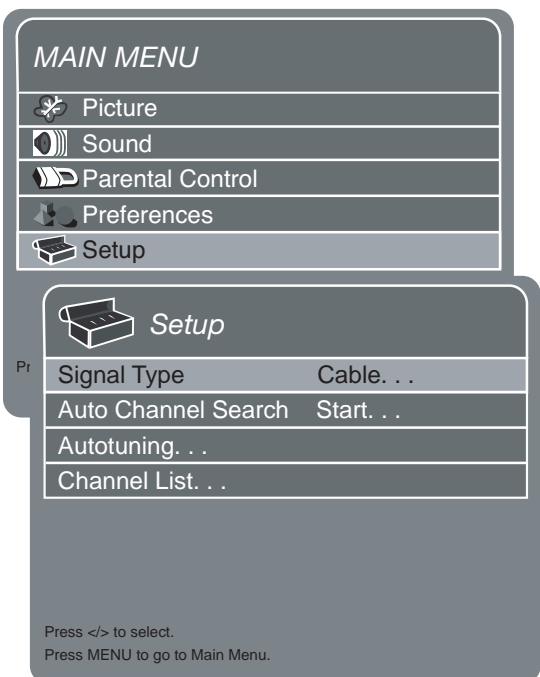 MAIN MENU
Picture
Sound
Parental Control
Preferences
Setup
Pr
Setup
Signal Type Cable. . .
Auto Channel Search Start. . .
Autotuning. . .
Channel List. . .
Press </> to select.
Press MENU to go to Main Menu.